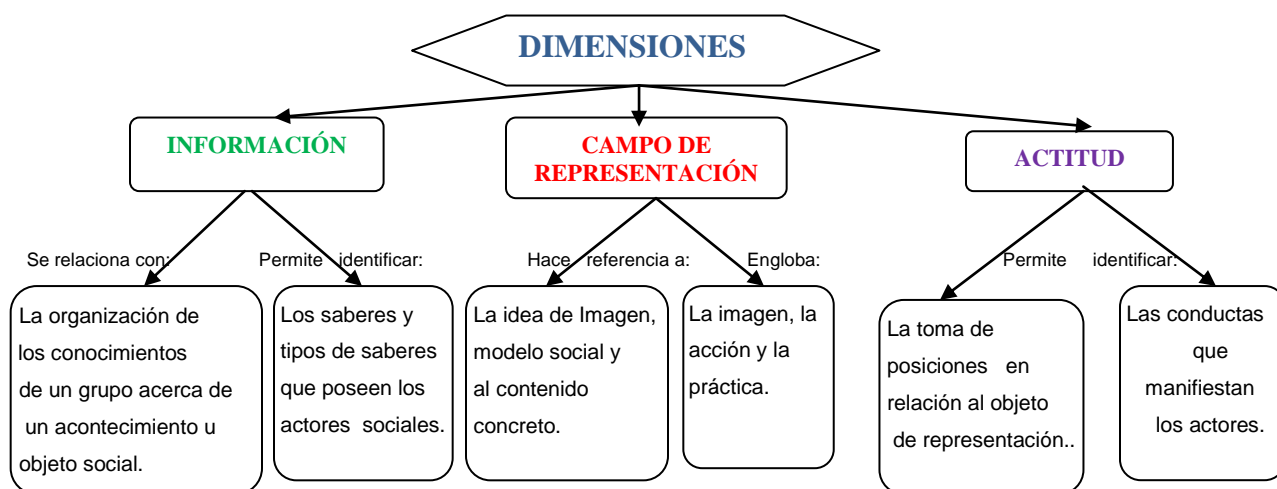 DIMENSIONES
INFORMACIÓN
CAMPO DE
REPRESENTACIÓN
ACTITUD
Se relaciona con:
Permite identificar:
Hace referencia a:
Engloba:
Permite identificar:
La organización de
los conocimientos
de un grupo acerca de
un acontecimiento u
objeto social.
Los saberes y
tipos de saberes
que poseen los
actores sociales.
La idea de Imagen,
modelo social y
al contenido
concreto.
La imagen, la
acción y la
práctica.
La toma de
posiciones en
relación al objeto
de representación..
Las conductas
que
manifiestan
los actores.